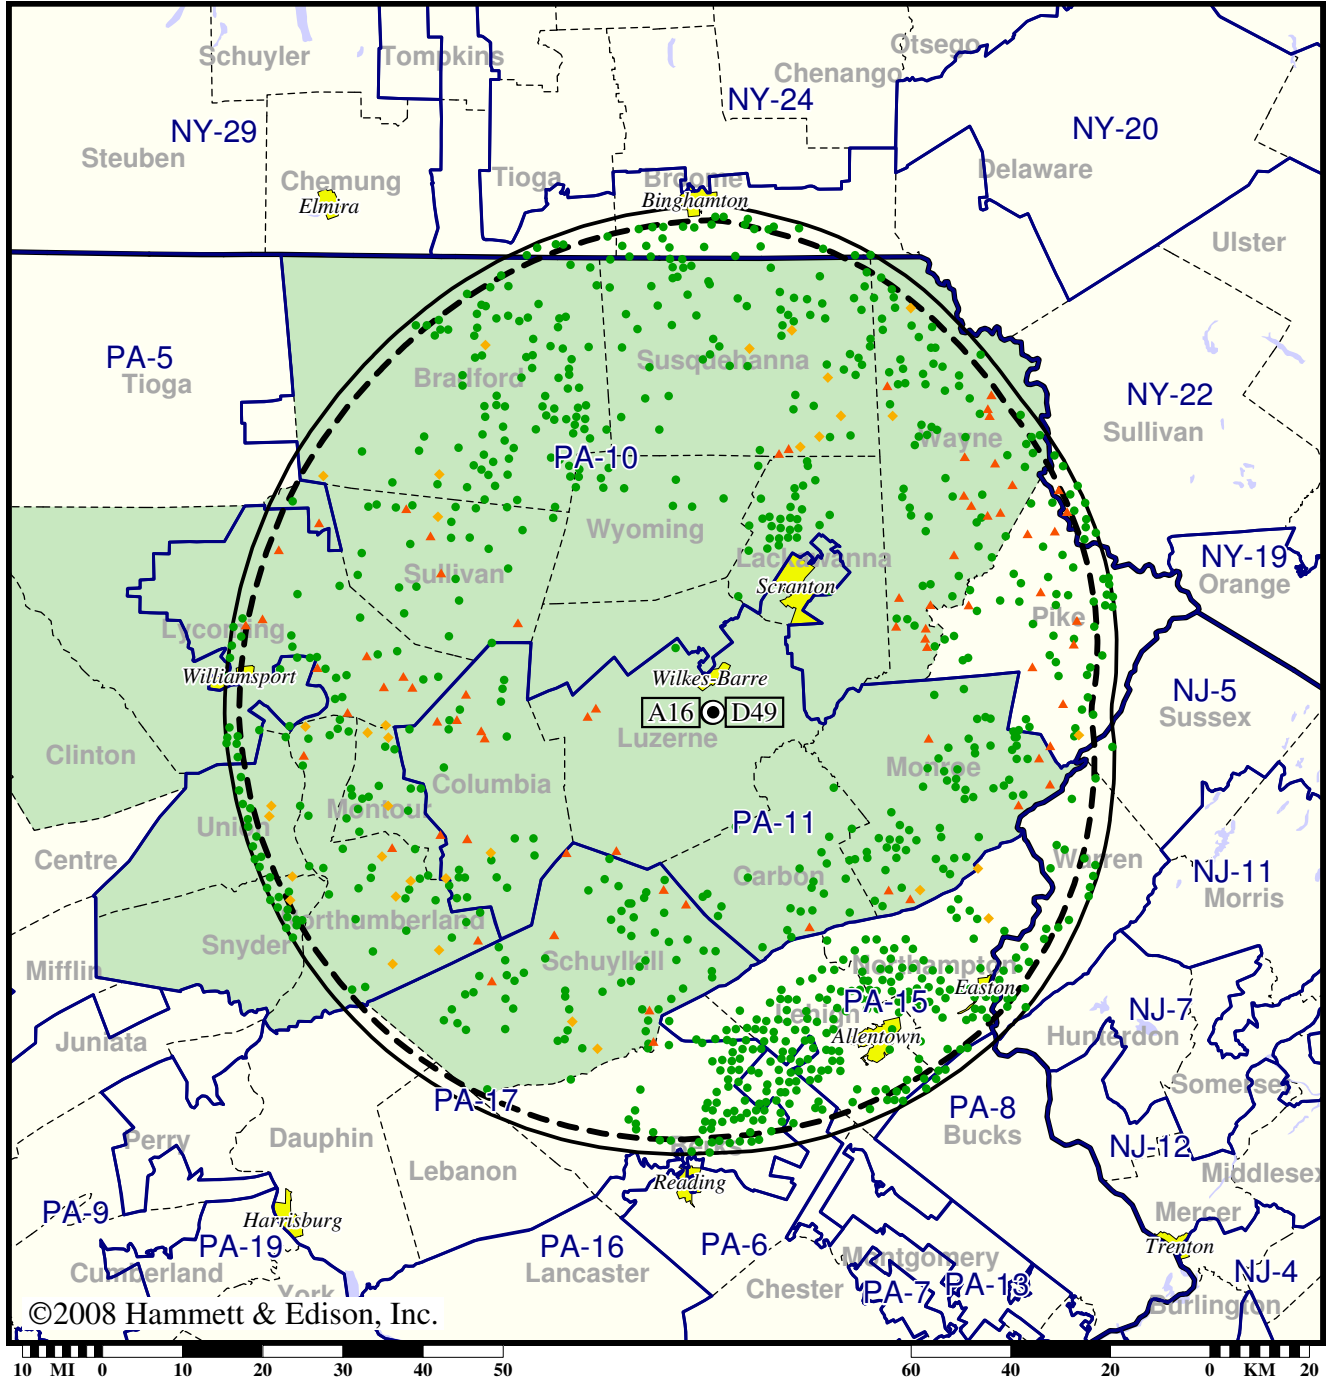 Schuyler
Tompkins
Otsego
Chenango
NY-24
NY-29
NY-20
Steuben
Chemung
Elmira
Tioga
Broome
Binghamton
Delaware
Ulster
PA-5
Tioga
Bradford
Susquehanna
NY-22
Sullivan
Wayne
PA-10
Wyoming
Lackawanna
Scranton
NY-19
Orange
Sullivan
Lycoming
Pike
Williamsport
Wilkes-Barre
NJ-5
Sussex
A16
D49
Luzerne
Clinton
Columbia
Monroe
Montour
Union
PA-11
Centre
Carbon
Warren
NJ-11
Morris
Northumberland
Snyder
Mifflin
Schuylkill
Northampton
Easton
PA-15
Lehigh
Allentown
NJ-7
Hunterdon
Juniata
Somerset
PA-17
PA-8
Bucks
Perry
Dauphin
Lebanon
Berks
Reading
NJ-12
Middlesex
PA-9
Harrisburg
PA-19
Cumberland
York
PA-16
Lancaster
PA-6
Montgomery
Chester
PA-7
PA-13
Mercer
Trenton
NJ-4
Burlington
©2008 Hammett & Edison, Inc.
10 MI 0 10 20 30 40 50 60 40 20 0 KM 20